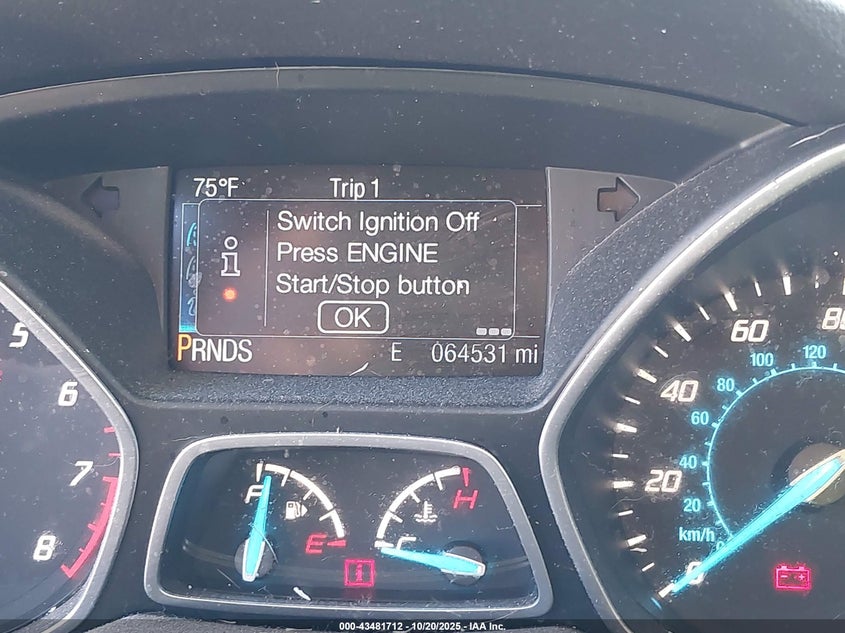 75°F Trip 1
Switch Ignition Off
Press ENGINE
Start/Stop button
OK
PRNDS E 064531 mi
5
6
7
8
F
E
C
H
i
0
20
40
60
80
20
40
60
80
100
120
km/h
000-43481712 - 10/20/2025 - IAA Inc.